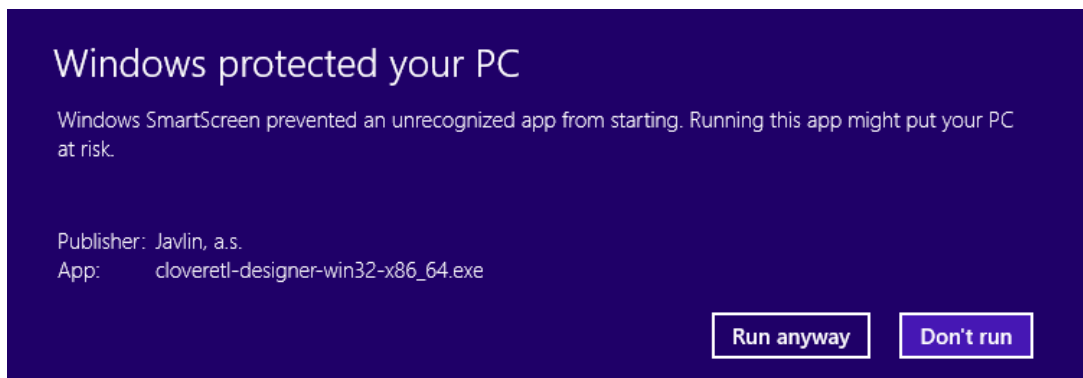 Windows protected your PC
Windows SmartScreen prevented an unrecognized app from starting. Running this app might put your PC
at risk.
Publisher: Javlin, a.s.
App: cloveretl-designer-win32-x86_64.exe
Run anyway Don't run